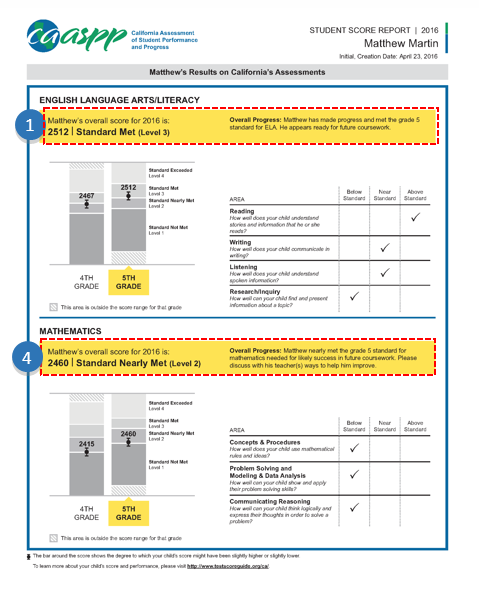 caaspp
California Assessment
of Student Performance
and Progress
STUDENT SCORE REPORT | 2016
Matthew Martin
Initial, Creation Date: April 23, 2016
Matthew's Results on California's Assessments
ENGLISH LANGUAGE ARTS/LITERACY
1
Matthew's overall score for 2016 is:
2512 | Standard Met (Level 3)
Overall Progress: Matthew has made progress and met the grade 5
standard for ELA. He appears ready for future coursework.
Standard Exceeded
Level 4
Standard Met
Level 3
Standard Nearly Met
Level 2
Standard Not Met
Level 1
2467
2512
4TH
GRADE
5TH
GRADE
This area is outside the score range for that grade
AREA
Below
Standard
Near
Standard
Above
Standard
Reading
How well does your child understand
stories and information that he or she
reads?
Writing
How well does your child communicate in
writing?
Listening
How well does your child understand
spoken information?
Research/Inquiry
How well can your child find and present
information about a topic?
MATHEMATICS
4
Matthew's overall score for 2016 is:
2460 | Standard Nearly Met (Level 2)
Overall Progress: Matthew nearly met the grade 5 standard for
mathematics needed for likely success in future coursework. Please
discuss with his teacher(s) ways to help him improve.
Standard Exceeded
Level 4
Standard Met
Level 3
Standard Nearly Met
Level 2
Standard Not Met
Level 1
2415
2460
4TH
GRADE
5TH
GRADE
This area is outside the score range for that grade
AREA
Below
Standard
Near
Standard
Above
Standard
Concepts & Procedures
How well does your child use mathematical
rules and ideas?
Problem Solving and
Modeling & Data Analysis
How well can your child show and apply
their problem solving skills?
Communicating Reasoning
How well can your child think logically and
express their thoughts in order to solve a
problem?
The bar around the score shows the degree to which your child's score might have been slightly higher or slightly lower
To learn more about your child's score and performance, please visit http://www.testscoreguide.org/ca/.